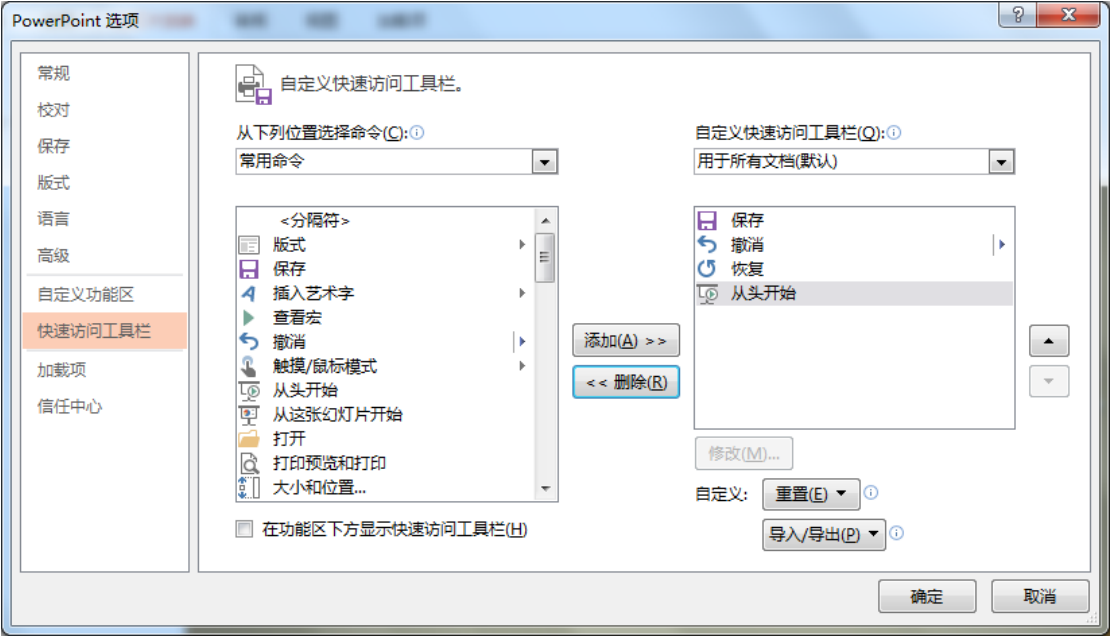 PowerPoint 选项
常规
校对
保存
版式
语言
高级
自定义功能区
快速访问工具栏
加载项
信任中心
自定义快速访问工具栏。
从下列位置选择命令(C):
常用命令
<分隔符>
版式
保存
插入艺术字
查看宏
撤消
触摸/鼠标模式
从头开始
从这张幻灯片开始
打开
打印预览和打印
大小和位置...
在功能区下方显示快速访问工具栏(H)
添加(A) >>
<< 删除(R)
自定义快速访问工具栏(Q):
用于所有文档(默认)
保存
撤消
恢复
从头开始
修改(M)...
自定义:
重置(E)
导入/导出(P)
确定
取消